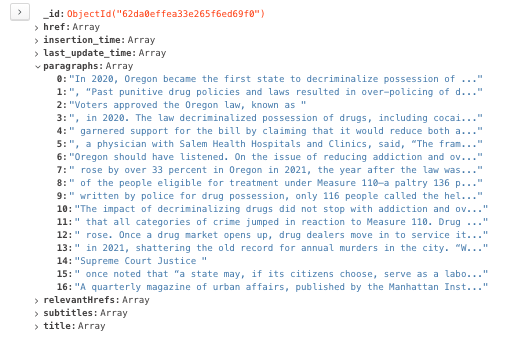 _id: ObjectId("62da0effea33e265f6ed69f0")
href: Array
insertion_time: Array
last_update_time: Array
paragraphs: Array
0: "In 2020, Oregon became the first state to decriminalize possession of ..."
1: ", “Past punitive drug policies and laws resulted in over-policing of d..."
2: "Voters approved the Oregon law, known as "
3: ", in 2020. The law decriminalized possession of drugs, including cocai..."
4: " garnered support for the bill by claiming that it would reduce both a..."
5: ", a physician with Salem Health Hospitals and Clinics, said, “The fram..."
6: "Oregon should have listened. On the issue of reducing addiction and ov..."
7: " rose by over 33 percent in Oregon in 2021, the year after the law was..."
8: " of the people eligible for treatment under Measure 110—a paltry 136 p..."
9: " written by police for drug possession, only 116 people called the hel..."
10: "The impact of decriminalizing drugs did not stop with addiction and ov..."
11: " that all categories of crime jumped in reaction to Measure 110. Drug ..."
12: " rose. Once a drug market opens up, drug dealers move in to service it..."
13: " in 2021, shattering the old record for annual murders in the city. “W..."
14: "Supreme Court Justice "
15: " once noted that “a state may, if its citizens choose, serve as a labo..."
16: "A quarterly magazine of urban affairs, published by the Manhattan Inst..."
relevantHrefs: Array
subtitles: Array
title: Array